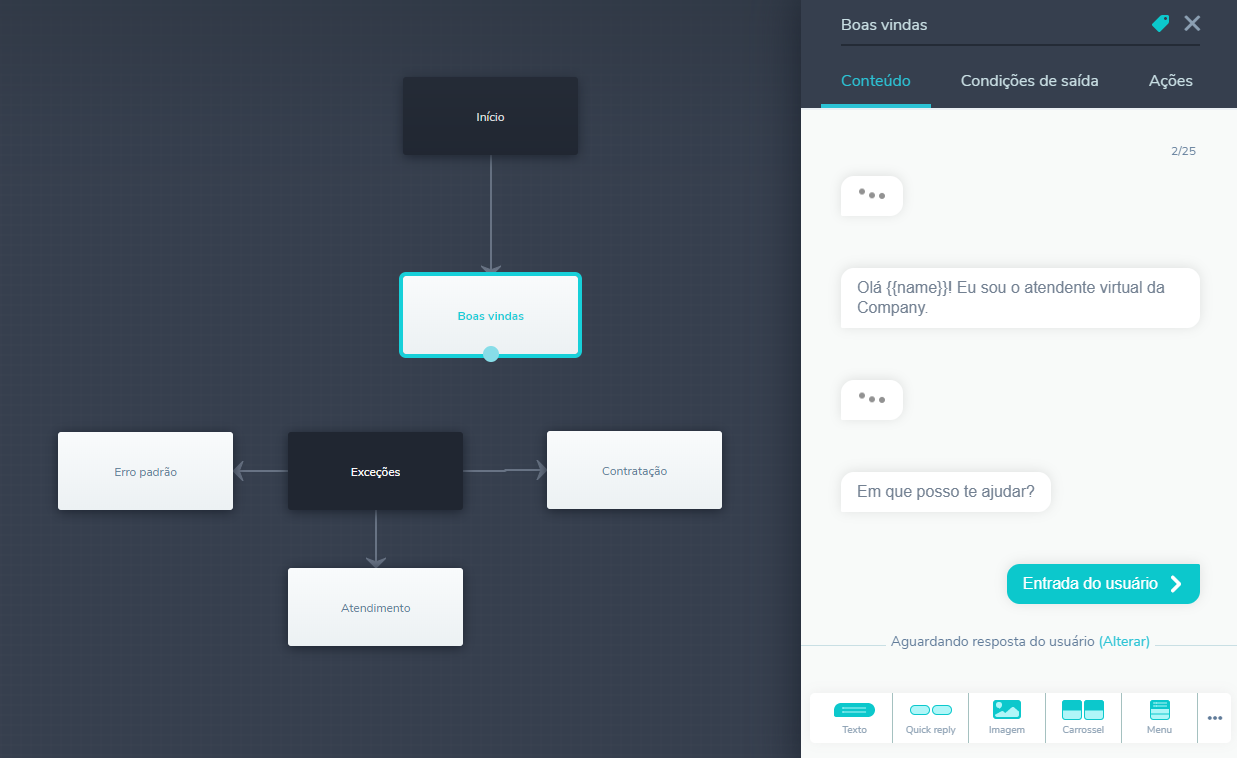 Início
Boas vindas
Erro padrão
Exceções
Contratação
Atendimento
Boas vindas
Conteúdo
Condições de saída
Ações
2/25
Olá {{name}}! Eu sou o atendente virtual da
Company.
Em que posso te ajudar?
Entrada do usuário
Aguardando resposta do usuário (Alterar)
Texto
Quick reply
Imagem
Carrossel
Menu